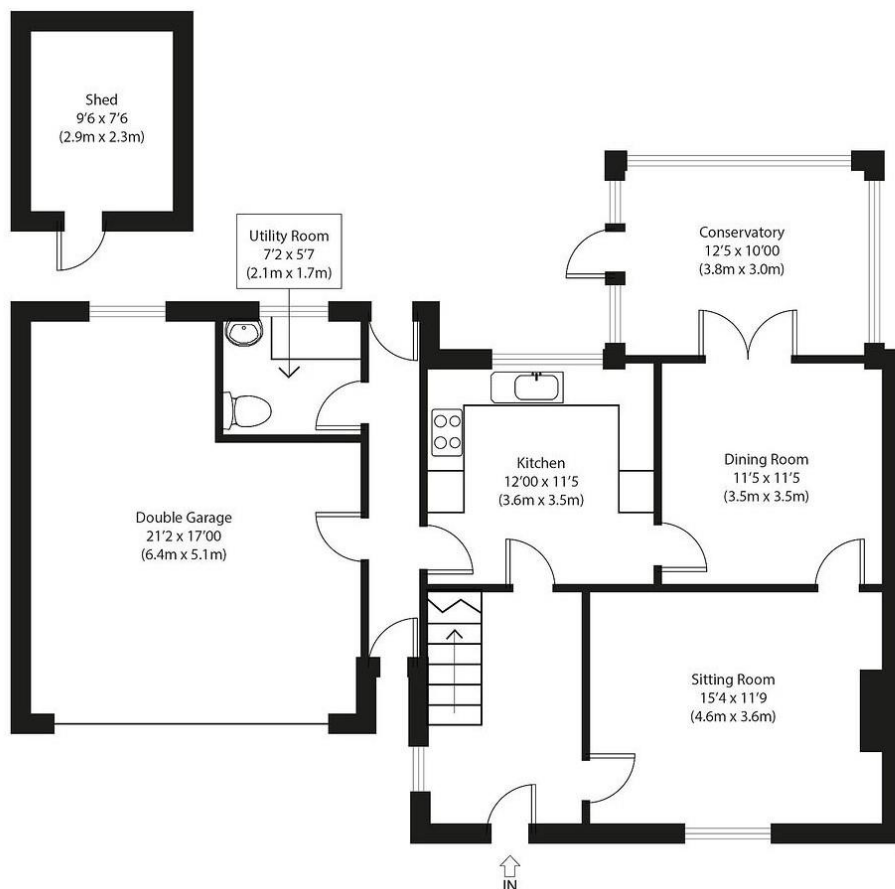 Shed
9'6 x 7'6
(2.9m x 2.3m)
Utility Room
7'2 x 5'7
(2.1m x 1.7m)
Conservatory
12'5 x 10'00
(3.8m x 3.0m)
Kitchen
12'00 x 11'5
(3.6m x 3.5m)
Dining Room
11'5 x 11'5
(3.5m x 3.5m)
Double Garage
21'2 x 17'00
(6.4m x 5.1m)
Sitting Room
15'4 x 11'9
(4.6m x 3.6m)
IN